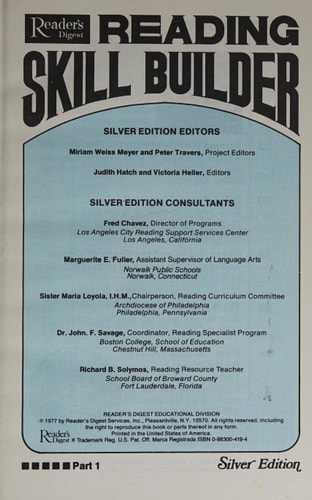 Reader's Digest READING
SKILL BUILDER
SILVER EDITION EDITORS
Miriam Weiss Meyer and Peter Travers, Project Editors
Judith Hatch and Victoria Heller, Editors
SILVER EDITION CONSULTANTS
Fred Chavez, Director of Programs
Los Angeles City Reading Support Services Center
Los Angeles, California
Marguerite E. Fuller, Assistant Supervisor of Language Arts
Norwalk Public Schools
Norwalk, Connecticut
Sister Maria Loyola, I.H.M., Chairperson, Reading Curriculum Committee
Archdiocese of Philadelphia
Philadelphia, Pennsylvania
Dr. John. F. Savage, Coordinator, Reading Specialist Program
Boston College, School of Education
Chestnut Hill, Massachusetts
Richard B. Solymos, Reading Resource Teacher
School Board of Broward County
Fort Lauderdale, Florida
READER'S DIGEST EDUCATIONAL DIVISION
© 1977 by Reader's Digest Services, Inc., Pleasantville, N.Y. 10570. All rights reserved, including
the right to reproduce this book or parts thereof in any form.
Printed in the United States of America.
Reader's Digest ® Trademark Reg. U.S. Pat. Off. Marca Registrada ISBN 0-88300-419-4
Part 1 Silver Edition